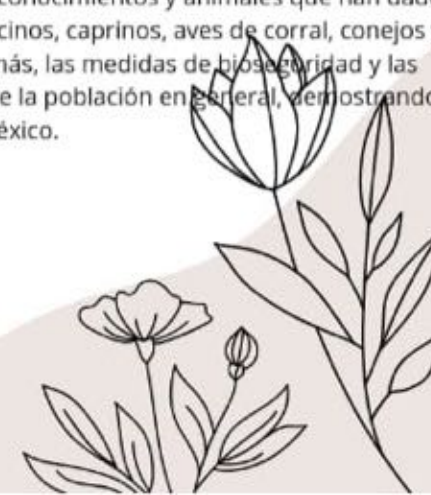 conocimientos y animales que han dado
cinos, caprinos, aves de corral, conejos
más, las medidas de bioseguridad y las
e la población en general, demostrando
éxico.